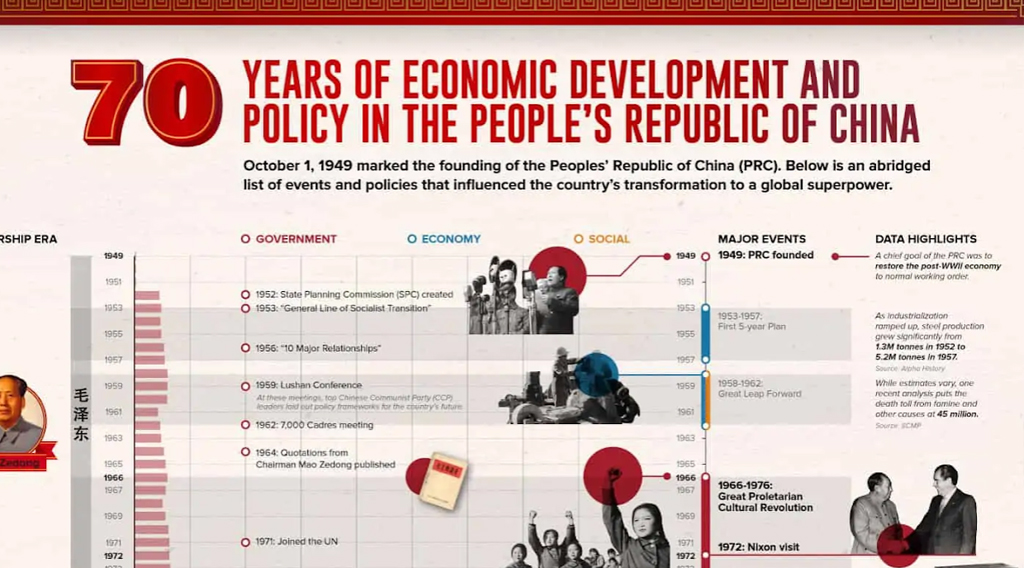 70 YEARS OF ECONOMIC DEVELOPMENT AND
POLICY IN THE PEOPLE'S REPUBLIC OF CHINA
October 1, 1949 marked the founding of the Peoples' Republic of China (PRC). Below is an abridged
list of events and policies that influenced the country's transformation to a global superpower.
RSHIP ERA
GOVERNMENT
ECONOMY
SOCIAL
MAJOR EVENTS
DATA HIGHLIGHTS
1949
1951
1953
1955
1957
1959
1961
1963
1965
1966
1967
1969
1971
1972
毛
泽
东
Zedong
1952: State Planning Commission (SPC) created
1953: "General Line of Socialist Transition"
1956: "10 Major Relationships"
1959: Lushan Conference
At these meetings, top Chinese Communist Party (CCP)
leaders laid out policy frameworks for the country's future.
1962: 7,000 Cadres meeting
1964: Quotations from
Chairman Mao Zedong published
1971: Joined the UN
1949
1951
1953
1955
1957
1959
1961
1963
1965
1966
1967
1969
1971
1972
1949: PRC founded
1953-1957:
First 5-year Plan
1958-1962:
Great Leap Forward
1966-1976:
Great Proletarian
Cultural Revolution
1972: Nixon visit
A chief goal of the PRC was to
restore the post-WWII economy
to normal working order.
As industrialization
ramped up, steel production
grew significantly from
1.3M tonnes in 1952 to
5.2M tonnes in 1957.
Source: Alpha History
While estimates vary, one
recent analysis puts the
death toll from famine and
other causes at 45 million.
Source: SCMP